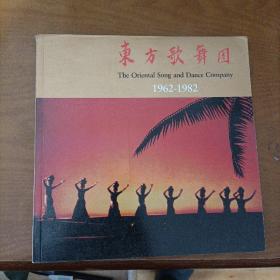 東方歌舞团
The Oriental Song and Dance Company
1962-1982